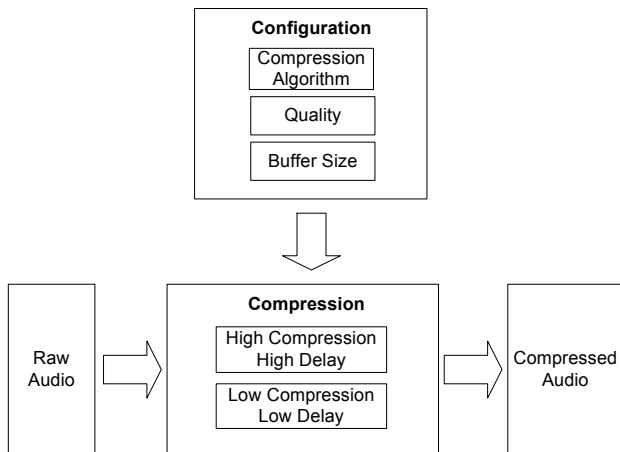 Configuration
Compression
Algorithm
Quality
Buffer Size
Raw
Audio
Compression
High Compression
High Delay
Low Compression
Low Delay
Compressed
Audio